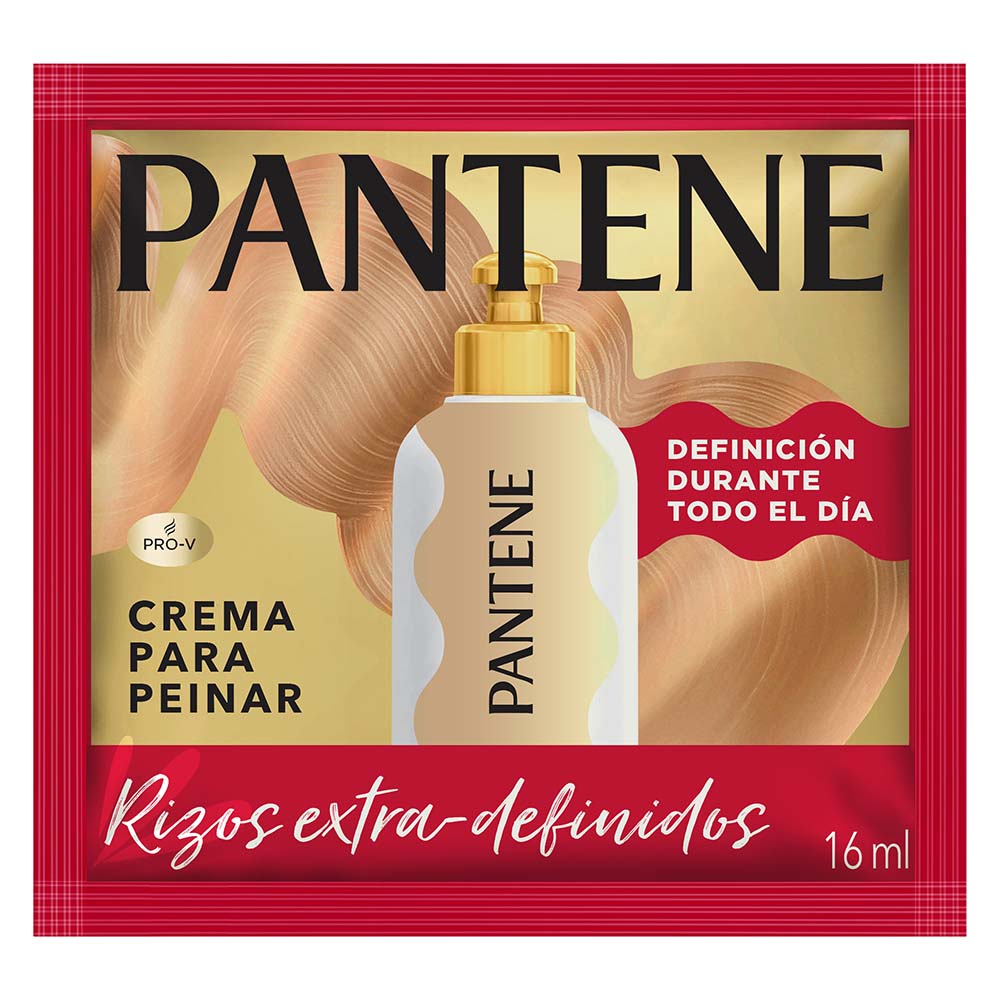 PANTENE
PANTENE
DEFINICIÓN
DURANTE
TODO EL DÍA
PRO-V
CREMA
PARA
PEINAR
Rizos extra-definidos
16 ml